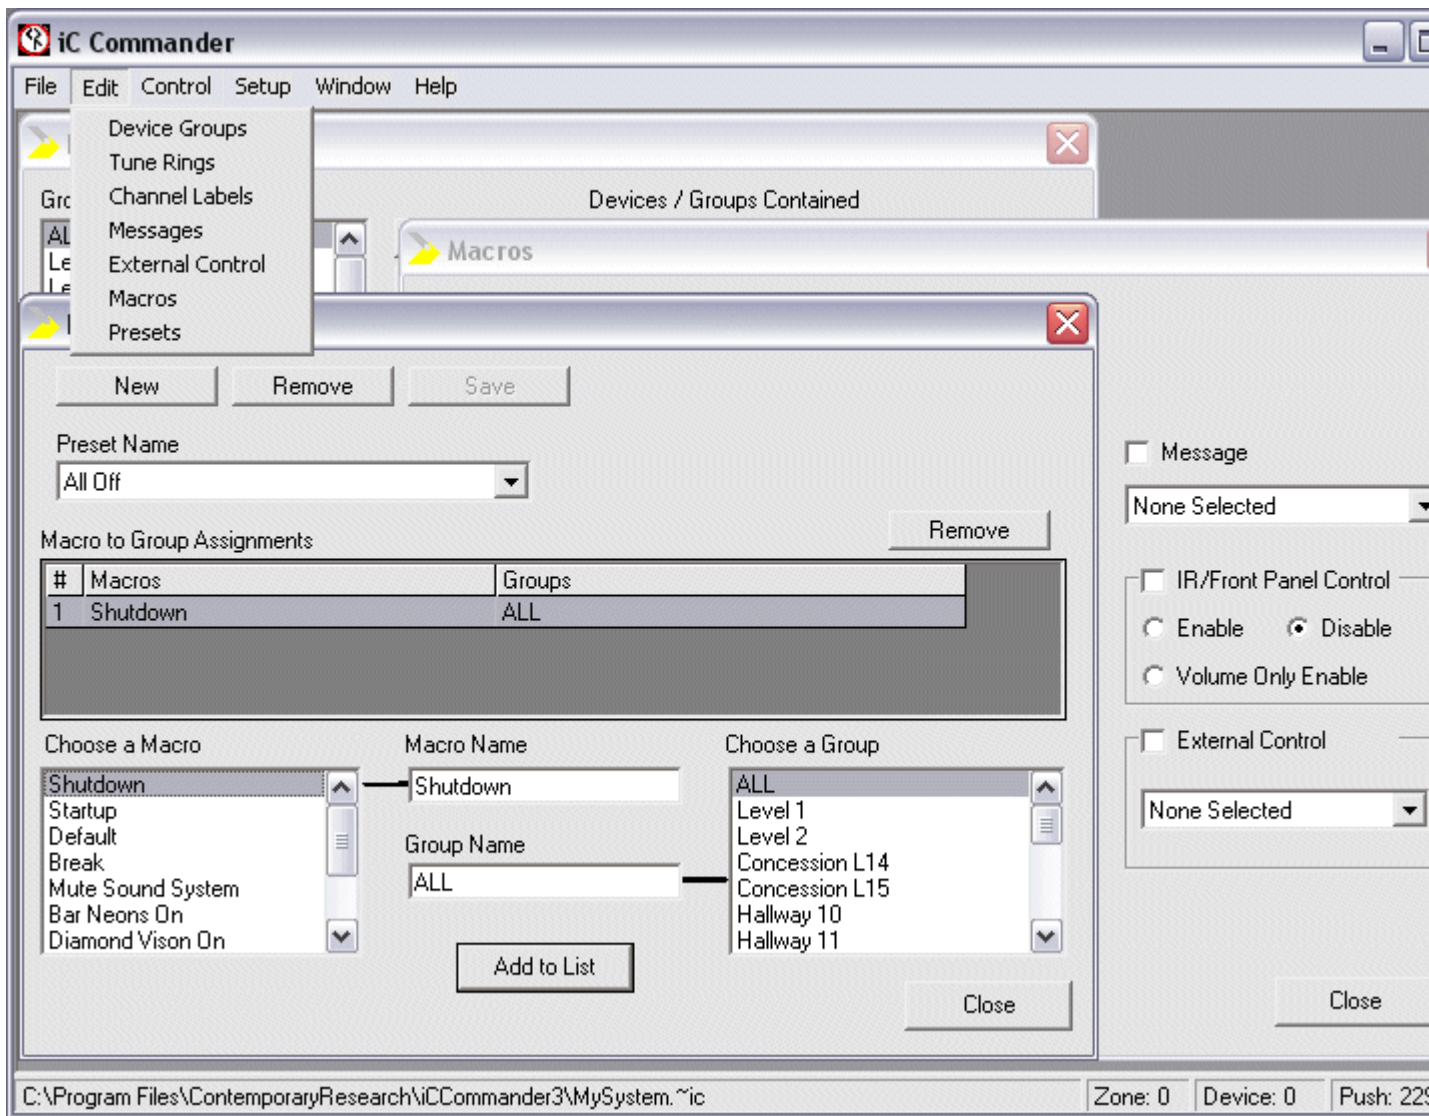 iC Commander
File Edit Control Setup Window Help
Device Groups
Tune Rings
Channel Labels
Messages
External Control
Macros
Presets
Devices / Groups Contained
Macros
New Remove Save
Preset Name
All Off
Remove
Macro to Group Assignments
# Macros Groups
1 Shutdown ALL
Choose a Macro
Shutdown
Startup
Default
Break
Mute Sound System
Bar Neons On
Diamond Vison On
Macro Name
Shutdown
Group Name
ALL
Add to List
Choose a Group
ALL
Level 1
Level 2
Concession L14
Concession L15
Hallway 10
Hallway 11
Close
Message
None Selected
IR/Front Panel Control
Enable Disable
Volume Only Enable
External Control
None Selected
Close
C:\Program Files\ContemporaryResearch\iCCommander3\MySystem.~ic Zone: 0 Device: 0 Push: 229